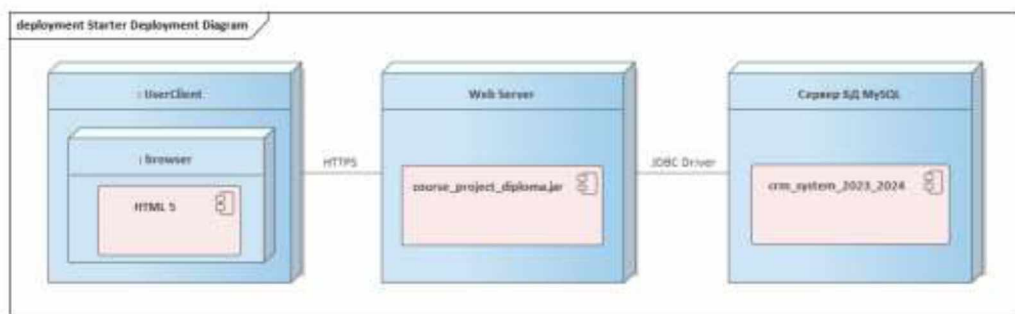 deployment Starter Deployment Diagram
: UserClient
: browser
HTML 5
HTTPS
Web Server
course_project_diploma.jar
JDBC Driver
Сервер БД MySQL
crm_system_2023_2024